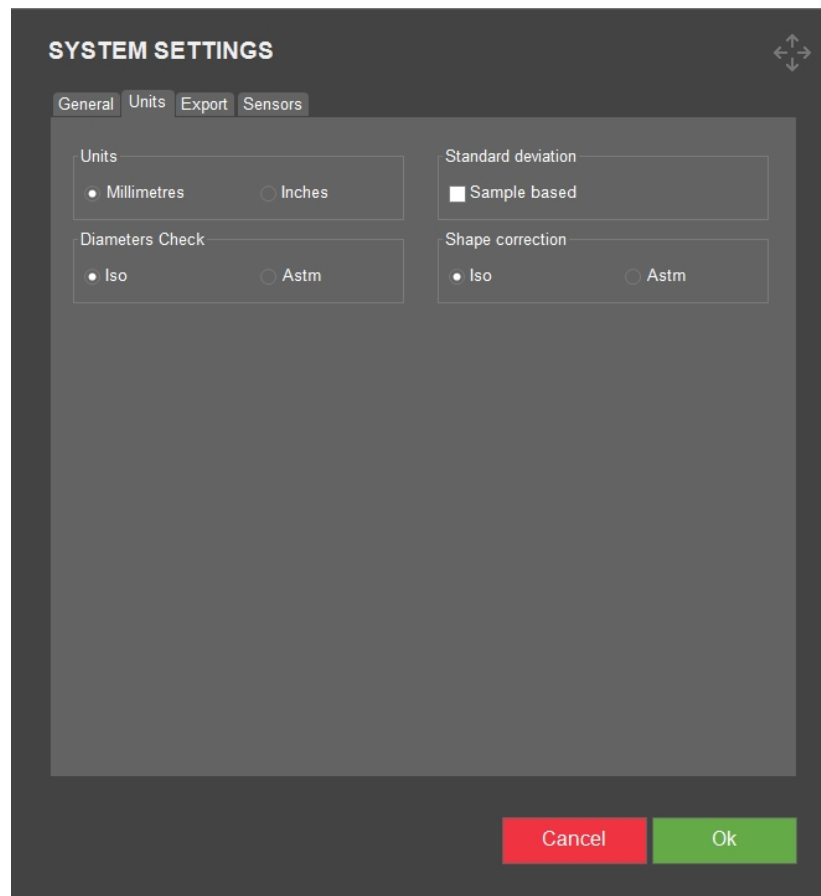 SYSTEM SETTINGS
General Units Export Sensors
Units
Millimetres Inches
Standard deviation
Sample based
Diameters Check
Iso Astm
Shape correction
Iso Astm
Cancel Ok